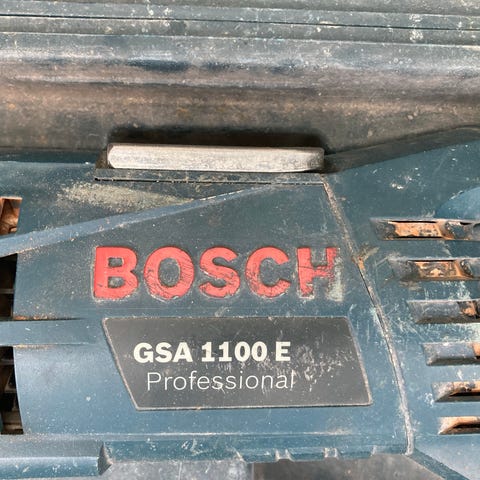 BOSCH
GSA 1100 E
Professional